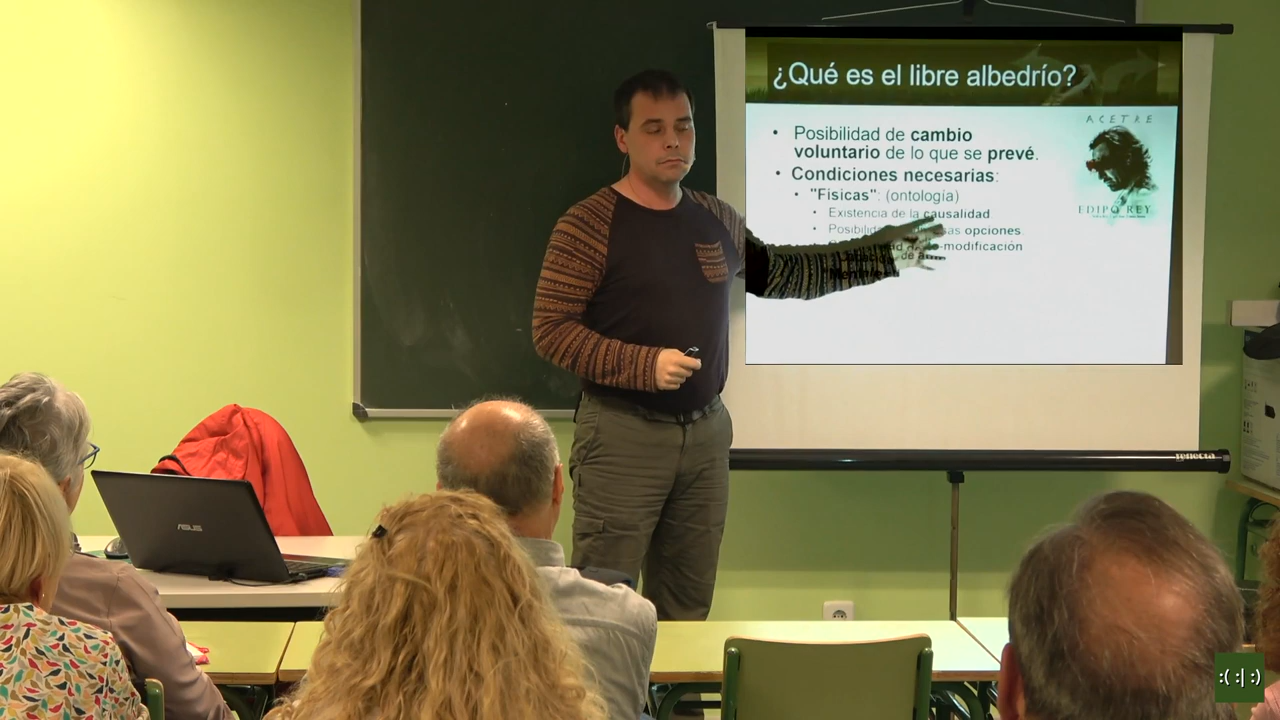 ¿Qué es el libre albedrío?
• Posibilidad de cambio
voluntario de lo que se prevé.
• Condiciones necesarias:
• "Físicas": (ontología)
• Existencia de la causalidad
• opciones.
-modificación
ACETRE
EDIPO REY
ASUS
reflecta
:( :| :)